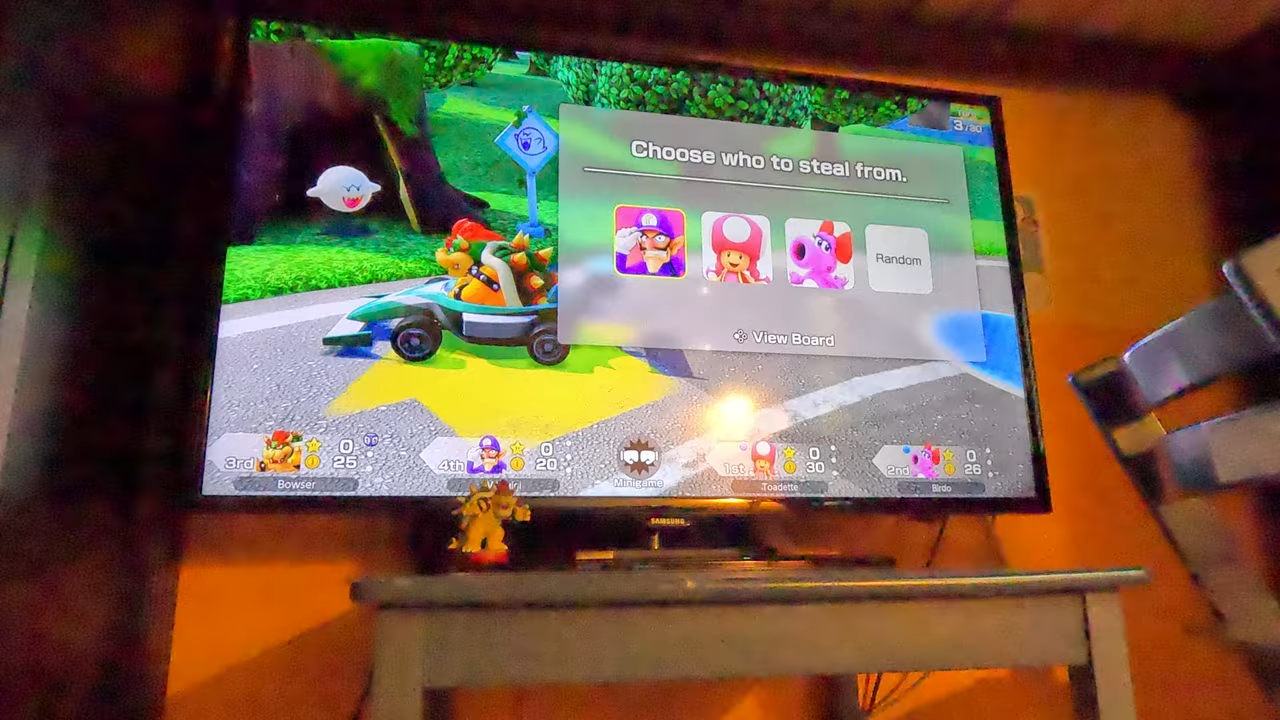 3/30
Choose who to steal from.
Random
View Board
3rd 0 25
Bowser
4th 0 20
Minigame
1st 0 30
Toadette
2nd 0 26
Birdo
SAMSUNG